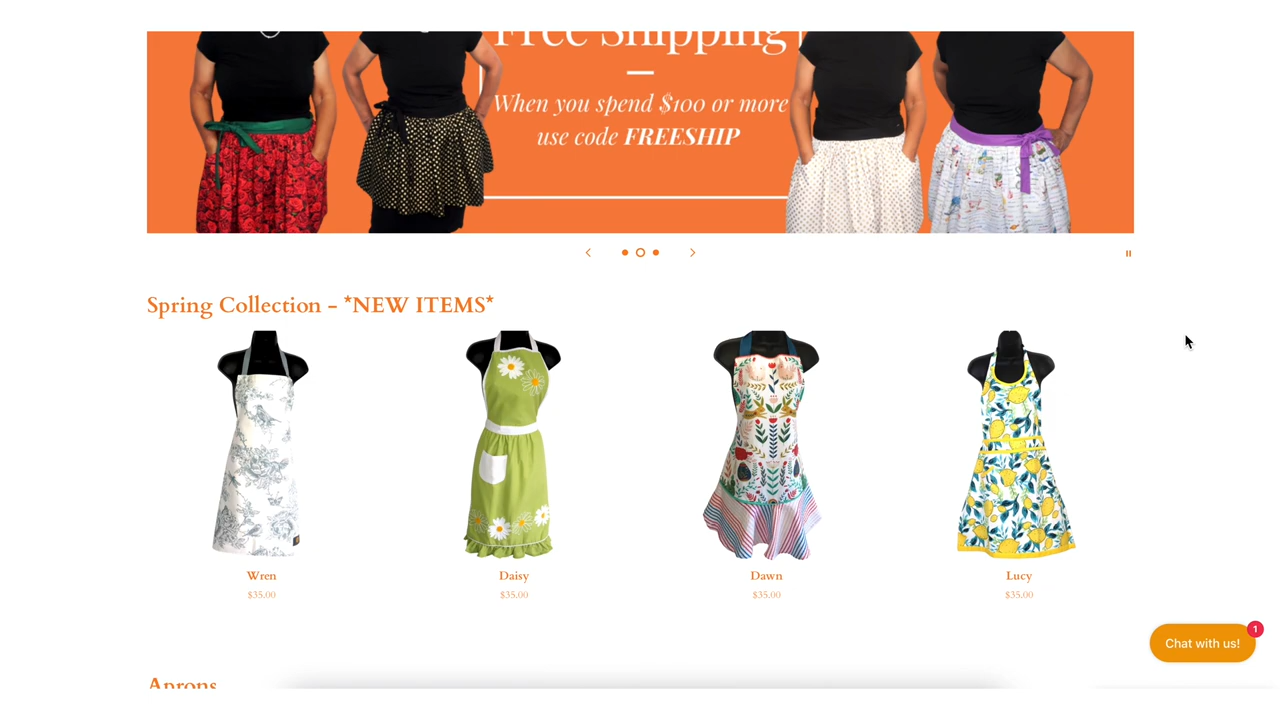 Free Shipping
When you spend $100 or more
use code FREESHIP
Spring Collection - *NEW ITEMS*
Wren
$35.00
Daisy
$35.00
Dawn
$35.00
Lucy
$35.00
1
Chat with us!
Aprons